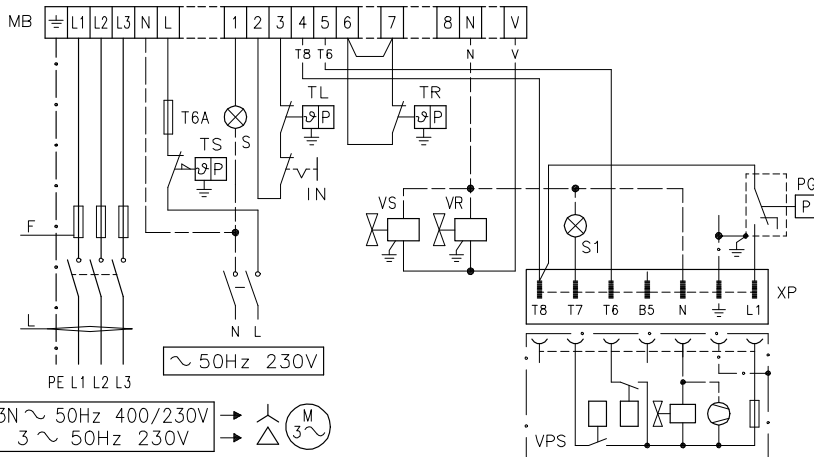 MB ⏚ L1 L2 L3 N L 1 2 3 4 5 6 7 8 N V
T8 T6 N V
T6A S TL ϑ P TR ϑ P
TS ϑ P
IN
PG
P
VS VR
F
S1
XP
T8 T7 T6 B5 N ⏚ L1
L
N L
~ 50Hz 230V
PE L1 L2 L3
3N ~ 50Hz 400/230V
3 ~ 50Hz 230V
M
3~
VPS